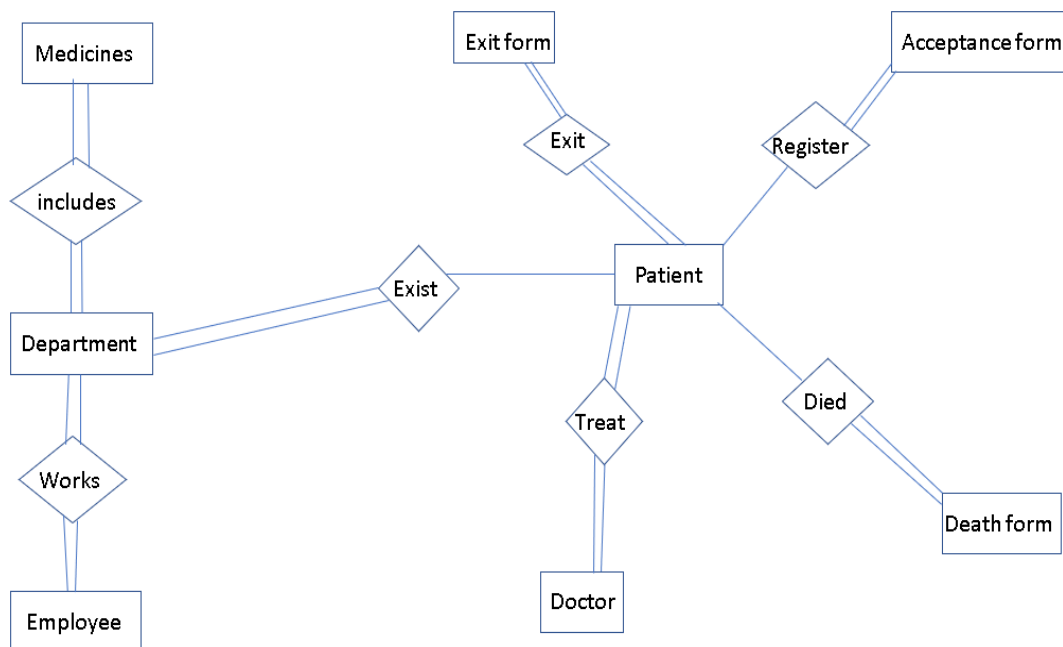 Medicines
Exit form
Acceptance form
Exit
Register
includes
Patient
Exist
Department
Died
Treat
Works
Death form
Doctor
Employee